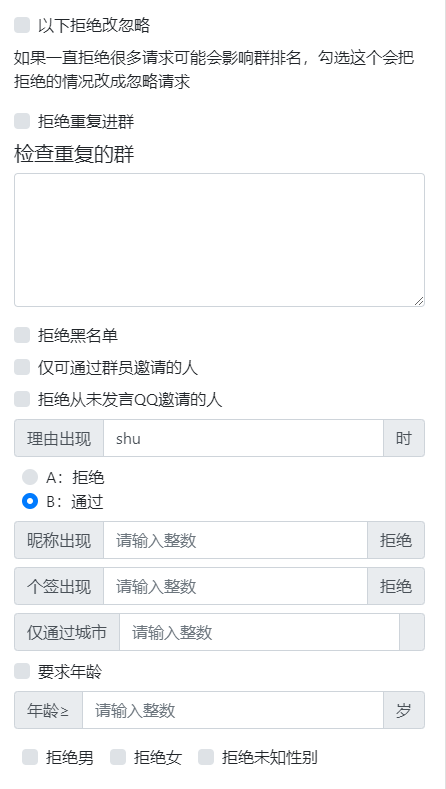 以下拒绝改忽略
如果一直拒绝很多请求可能会影响群排名，勾选这个会把
拒绝的情况改成忽略请求
拒绝重复进群
检查重复的群
拒绝黑名单
仅可通过群员邀请的人
拒绝从未发言QQ邀请的人
理由出现 shu 时
A：拒绝
B：通过
昵称出现 请输入整数 拒绝
个签出现 请输入整数 拒绝
仅通过城市 请输入整数
要求年龄
年龄≥ 请输入整数 岁
拒绝男 拒绝女 拒绝未知性别